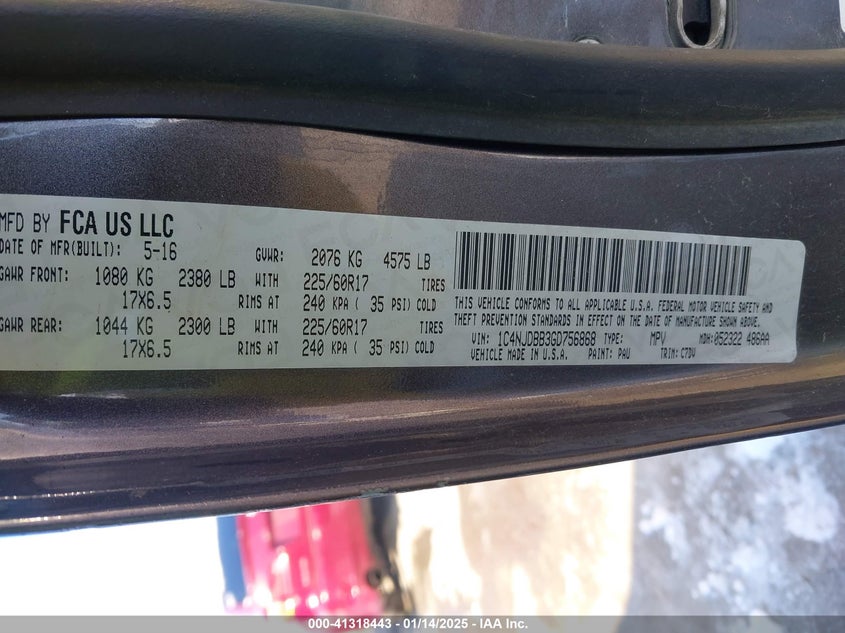 MFD BY FCA US LLC
DATE OF MFR(BUILT): 5-16 GVWR: 2076 KG 4575 LB
GAWR FRONT: 1080 KG 2380 LB WITH 225/60R17 TIRES
17X6.5 RIMS AT 240 KPA ( 35 PSI) COLD
GAWR REAR: 1044 KG 2300 LB WITH 225/60R17 TIRES
17X6.5 RIMS AT 240 KPA ( 35 PSI) COLD
THIS VEHICLE CONFORMS TO ALL APPLICABLE U.S.A. FEDERAL MOTOR VEHICLE SAFETY AND
THEFT PREVENTION STANDARDS IN EFFECT ON THE DATE OF MANUFACTURE SHOWN ABOVE.
VIN: 1C4NJDBB3GD756868 TYPE: MPV MDH: 052322 486AA
VEHICLE MADE IN U.S.A. PAINT: PAU TRIM: C7DV
000-41318443 - 01/14/2025 - IAA Inc.